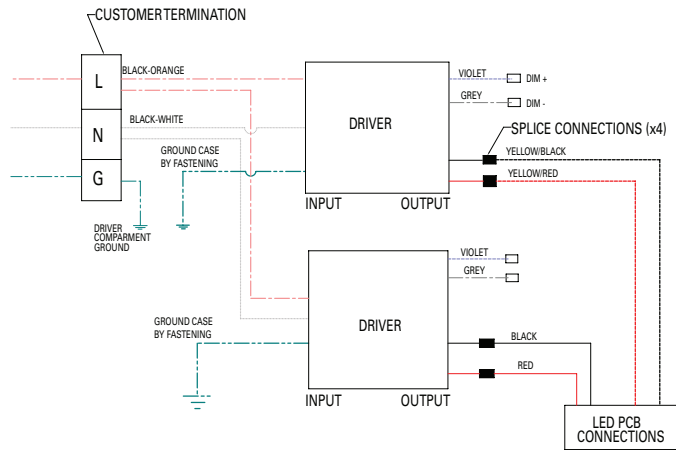 CUSTOMER TERMINATION
L
BLACK-ORANGE
N
BLACK-WHITE
G
DRIVER
COMPARMENT
GROUND
GROUND CASE
BY FASTENING
DRIVER
INPUT
OUTPUT
VIOLET
DIM +
GREY
DIM -
SPLICE CONNECTIONS (x4)
YELLOW/BLACK
YELLOW/RED
GROUND CASE
BY FASTENING
DRIVER
INPUT
OUTPUT
VIOLET
GREY
BLACK
RED
LED PCB
CONNECTIONS